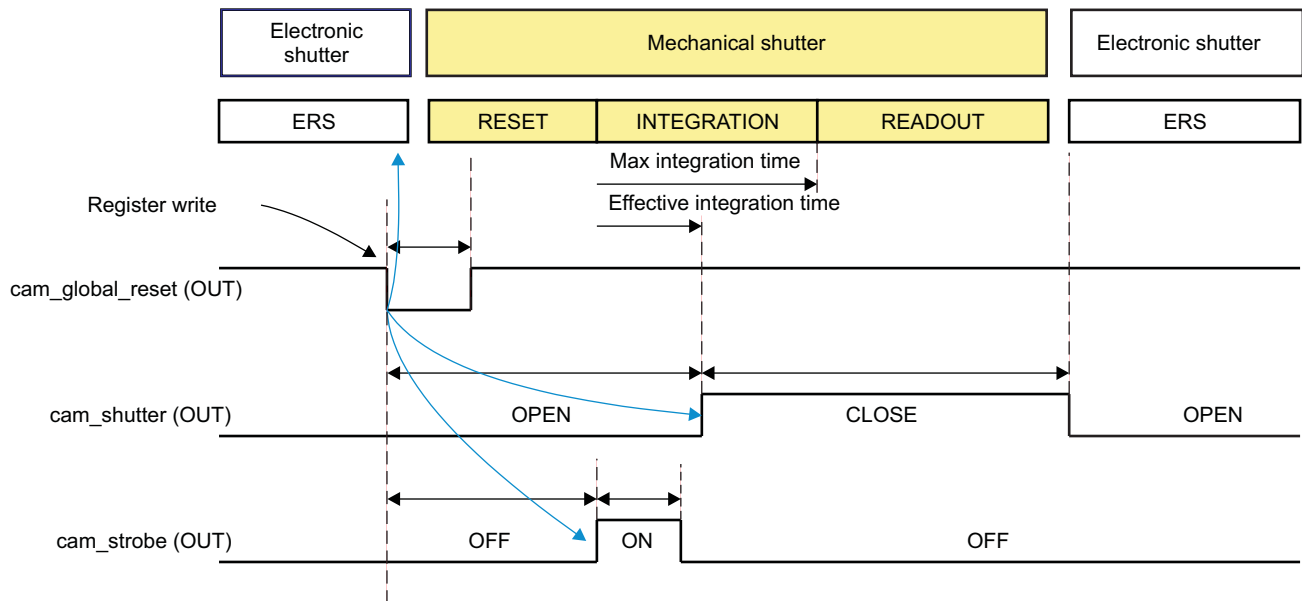 Electronic
shutter
Mechanical shutter
Electronic shutter
ERS
RESET
INTEGRATION
READOUT
ERS
Max integration time
Register write
Effective integration time
cam_global_reset (OUT)
cam_shutter (OUT)
OPEN
CLOSE
OPEN
cam_strobe (OUT)
OFF
ON
OFF